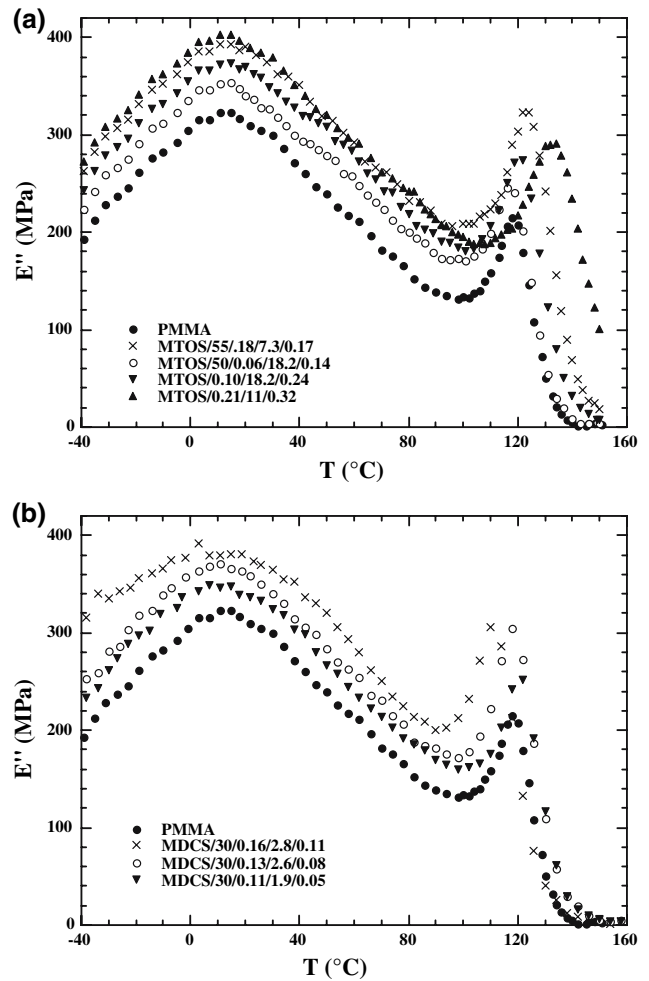 (a)
400
300
200
100
0
E'' (MPa)
PMMA
MTOS/55/.18/7.3/0.17
MTOS/50/0.06/18.2/0.14
MTOS/0.10/18.2/0.24
MTOS/0.21/11/0.32
-40 0 40 80 120 160
T (°C)
(b)
400
300
200
100
0
E'' (MPa)
PMMA
MDCS/30/0.16/2.8/0.11
MDCS/30/0.13/2.6/0.08
MDCS/30/0.11/1.9/0.05
-40 0 40 80 120 160
T (°C)